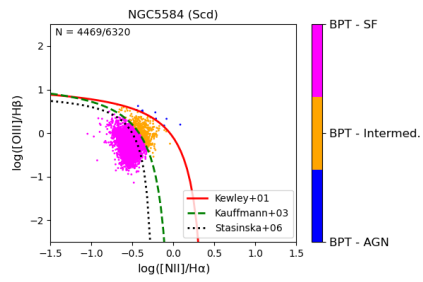 NGC5584 (Scd)
N = 4469/6320
log([OIII]/Hβ)
2
1
0
−1
−2
−1.5 −1.0 −0.5 0.0 0.5 1.0 1.5
log([NII]/Hα)
Kewley+01
Kauffmann+03
Stasinska+06
BPT - SF
BPT - Intermed.
BPT - AGN